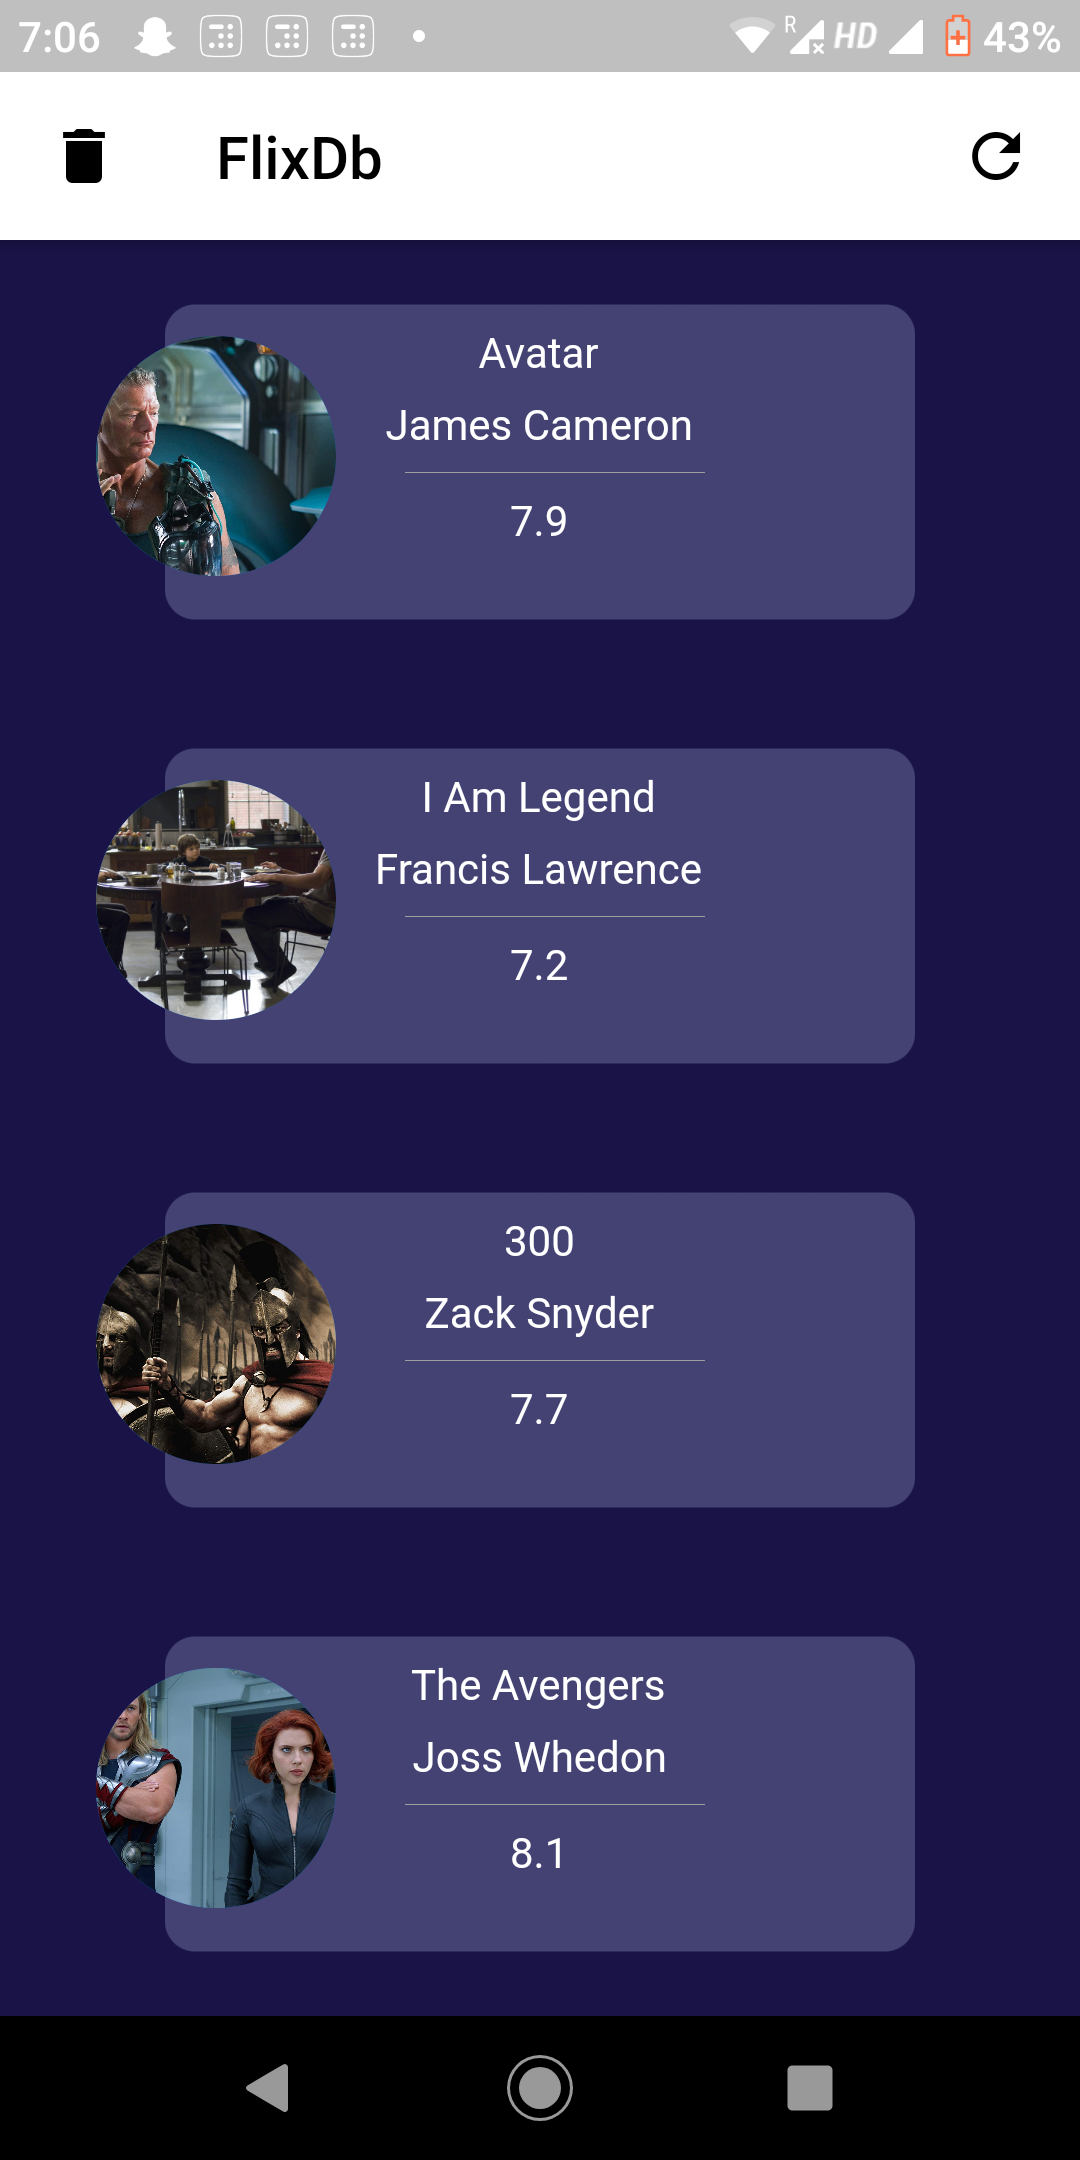 7:06
R
HD
43%
FlixDb
Avatar
James Cameron
7.9
I Am Legend
Francis Lawrence
7.2
300
Zack Snyder
7.7
The Avengers
Joss Whedon
8.1